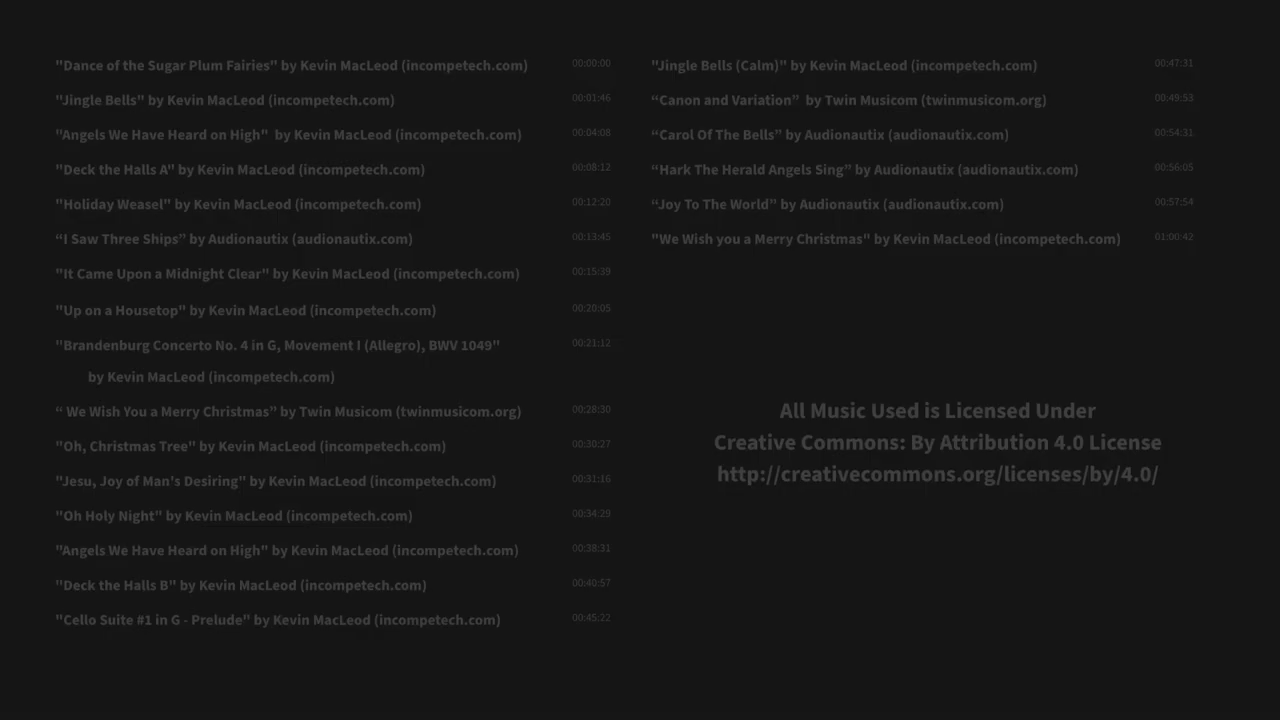 "Dance of the Sugar Plum Fairies" by Kevin MacLeod (incompetech.com) 00:00:00
"Jingle Bells" by Kevin MacLeod (incompetech.com) 00:01:46
"Angels We Have Heard on High"  by Kevin MacLeod (incompetech.com) 00:04:08
"Deck the Halls A" by Kevin MacLeod (incompetech.com) 00:08:12
"Holiday Weasel" by Kevin MacLeod (incompetech.com) 00:12:20
“I Saw Three Ships” by Audionautix (audionautix.com) 00:13:45
"It Came Upon a Midnight Clear" by Kevin MacLeod (incompetech.com) 00:15:39
"Up on a Housetop" by Kevin MacLeod (incompetech.com) 00:20:05
"Brandenburg Concerto No. 4 in G, Movement I (Allegro), BWV 1049" 00:21:12
by Kevin MacLeod (incompetech.com)
“ We Wish You a Merry Christmas” by Twin Musicom (twinmusicom.org) 00:28:30
"Oh, Christmas Tree" by Kevin MacLeod (incompetech.com) 00:30:27
"Jesu, Joy of Man's Desiring" by Kevin MacLeod (incompetech.com) 00:31:16
"Oh Holy Night" by Kevin MacLeod (incompetech.com) 00:34:29
"Angels We Have Heard on High" by Kevin MacLeod (incompetech.com) 00:38:31
"Deck the Halls B" by Kevin MacLeod (incompetech.com) 00:40:57
"Cello Suite #1 in G - Prelude" by Kevin MacLeod (incompetech.com) 00:45:22
"Jingle Bells (Calm)" by Kevin MacLeod (incompetech.com) 00:47:31
“Canon and Variation”  by Twin Musicom (twinmusicom.org) 00:49:53
“Carol Of The Bells” by Audionautix (audionautix.com) 00:54:31
“Hark The Herald Angels Sing” by Audionautix (audionautix.com) 00:56:05
“Joy To The World” by Audionautix (audionautix.com) 00:57:54
"We Wish you a Merry Christmas" by Kevin MacLeod (incompetech.com) 01:00:42
All Music Used is Licensed Under
Creative Commons: By Attribution 4.0 License
http://creativecommons.org/licenses/by/4.0/